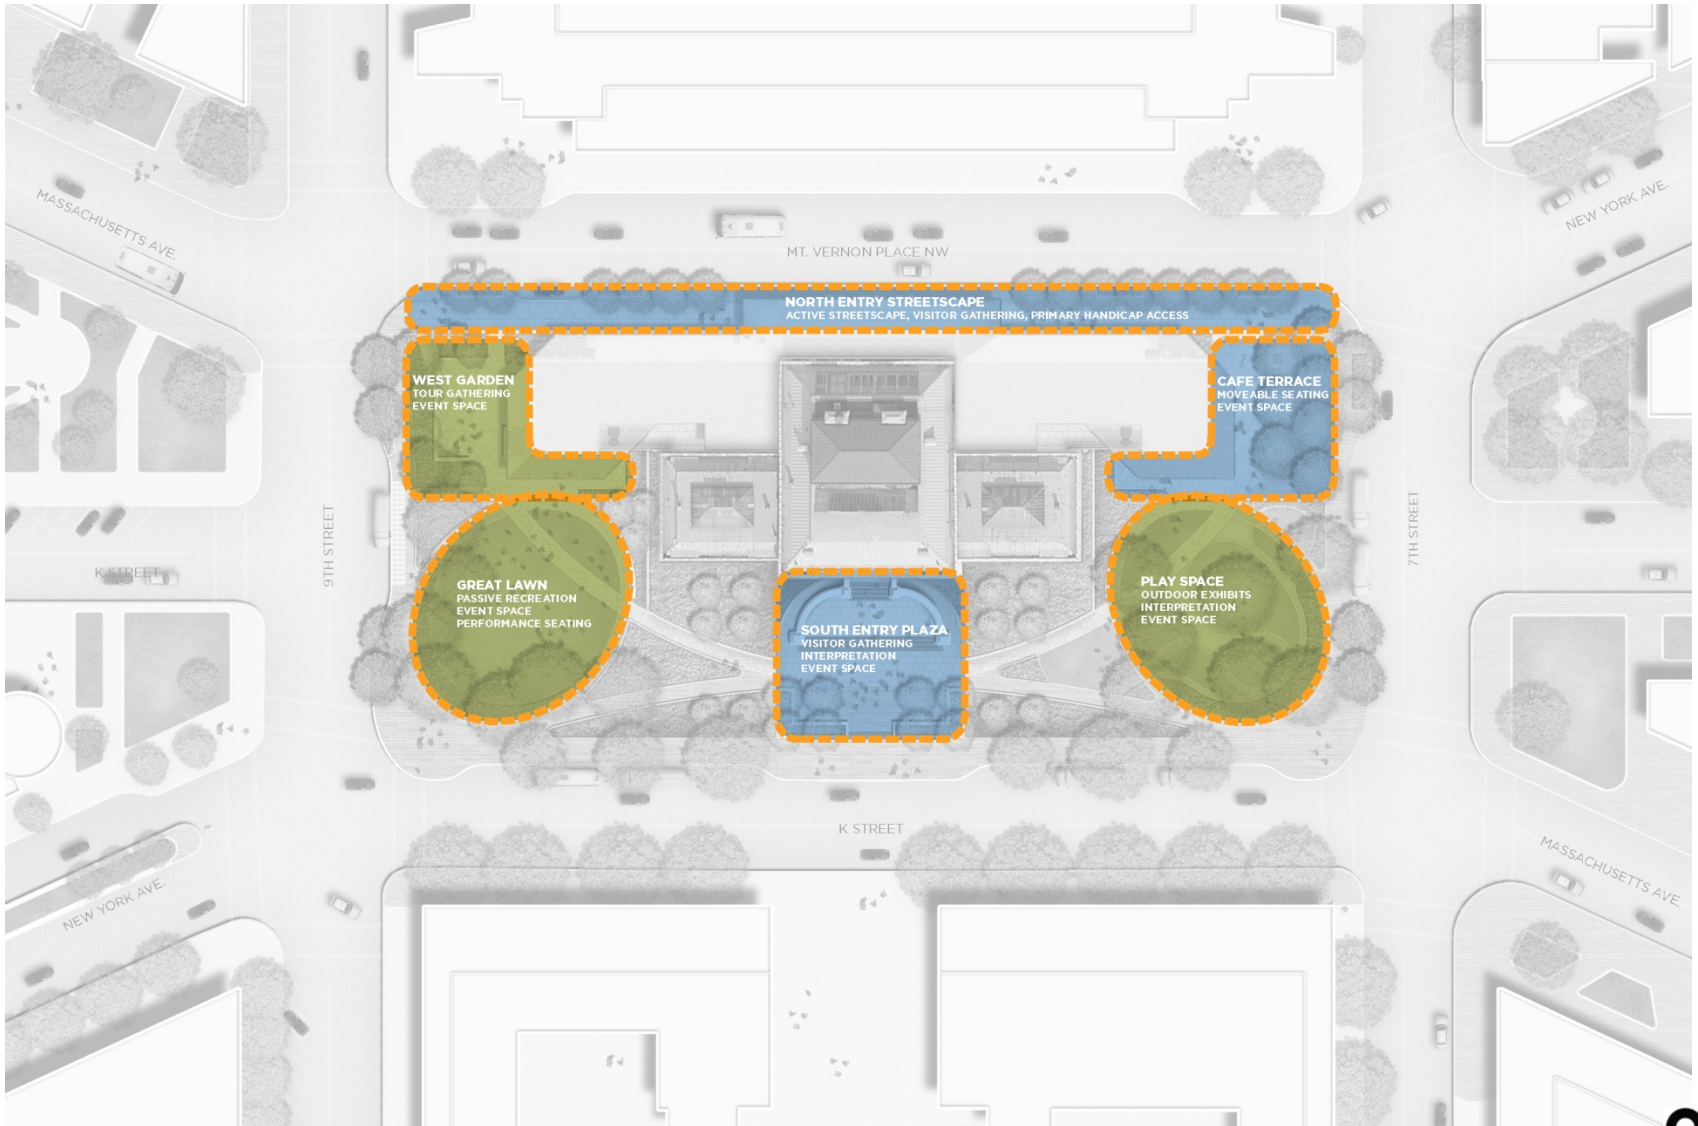 MASSACHUSETTS AVE.
NEW YORK AVE.
MT. VERNON PLACE NW
NORTH ENTRY STREETSCAPE
ACTIVE STREETSCAPE, VISITOR GATHERING, PRIMARY HANDICAP ACCESS
WEST GARDEN
TOUR GATHERING
EVENT SPACE
CAFE TERRACE
MOVEABLE SEATING
EVENT SPACE
9TH STREET
7TH STREET
K STREET
GREAT LAWN
PASSIVE RECREATION
EVENT SPACE
PERFORMANCE SEATING
SOUTH ENTRY PLAZA
VISITOR GATHERING
INTERPRETATION
EVENT SPACE
PLAY SPACE
OUTDOOR EXHIBITS
INTERPRETATION
EVENT SPACE
K STREET
NEW YORK AVE.
MASSACHUSETTS AVE.